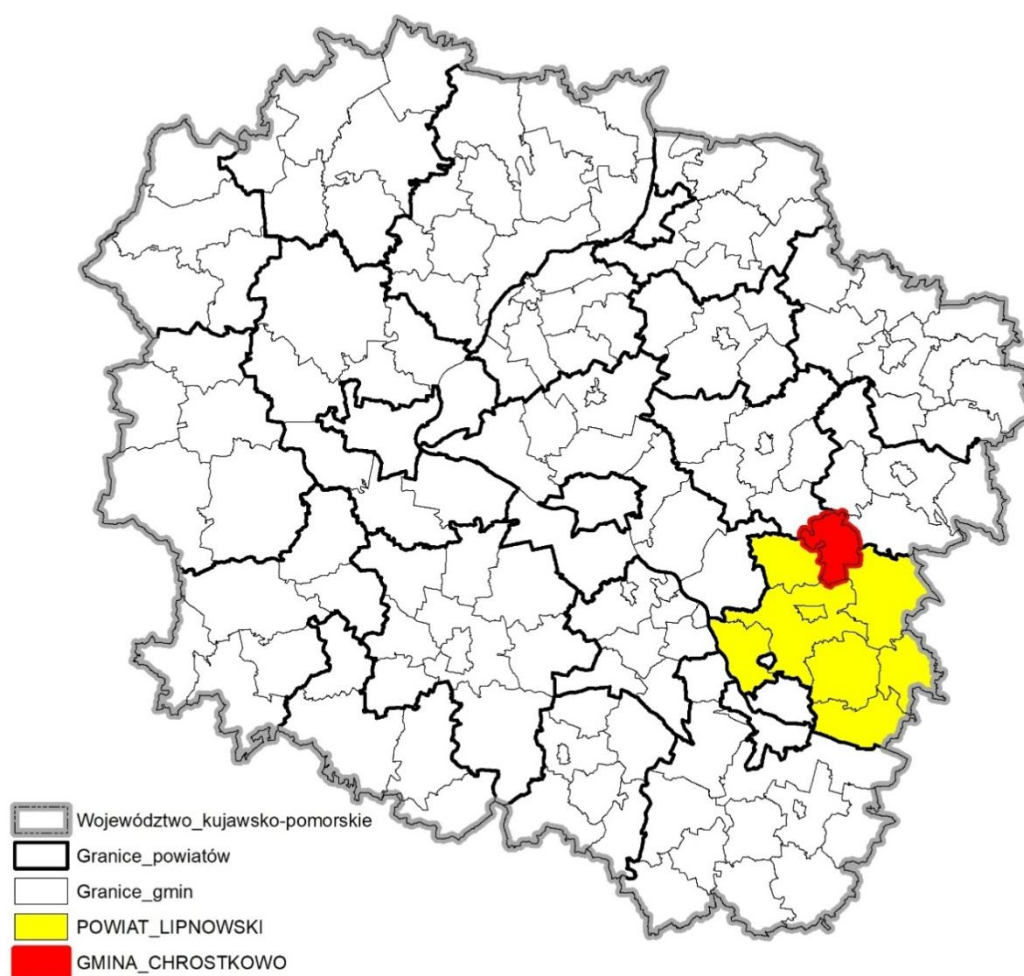 Województwo_kujawsko-pomorskie
Granice_powiatów
Granice_gmin
POWIAT_LIPNOWSKI
GMINA_CHROSTKOWO